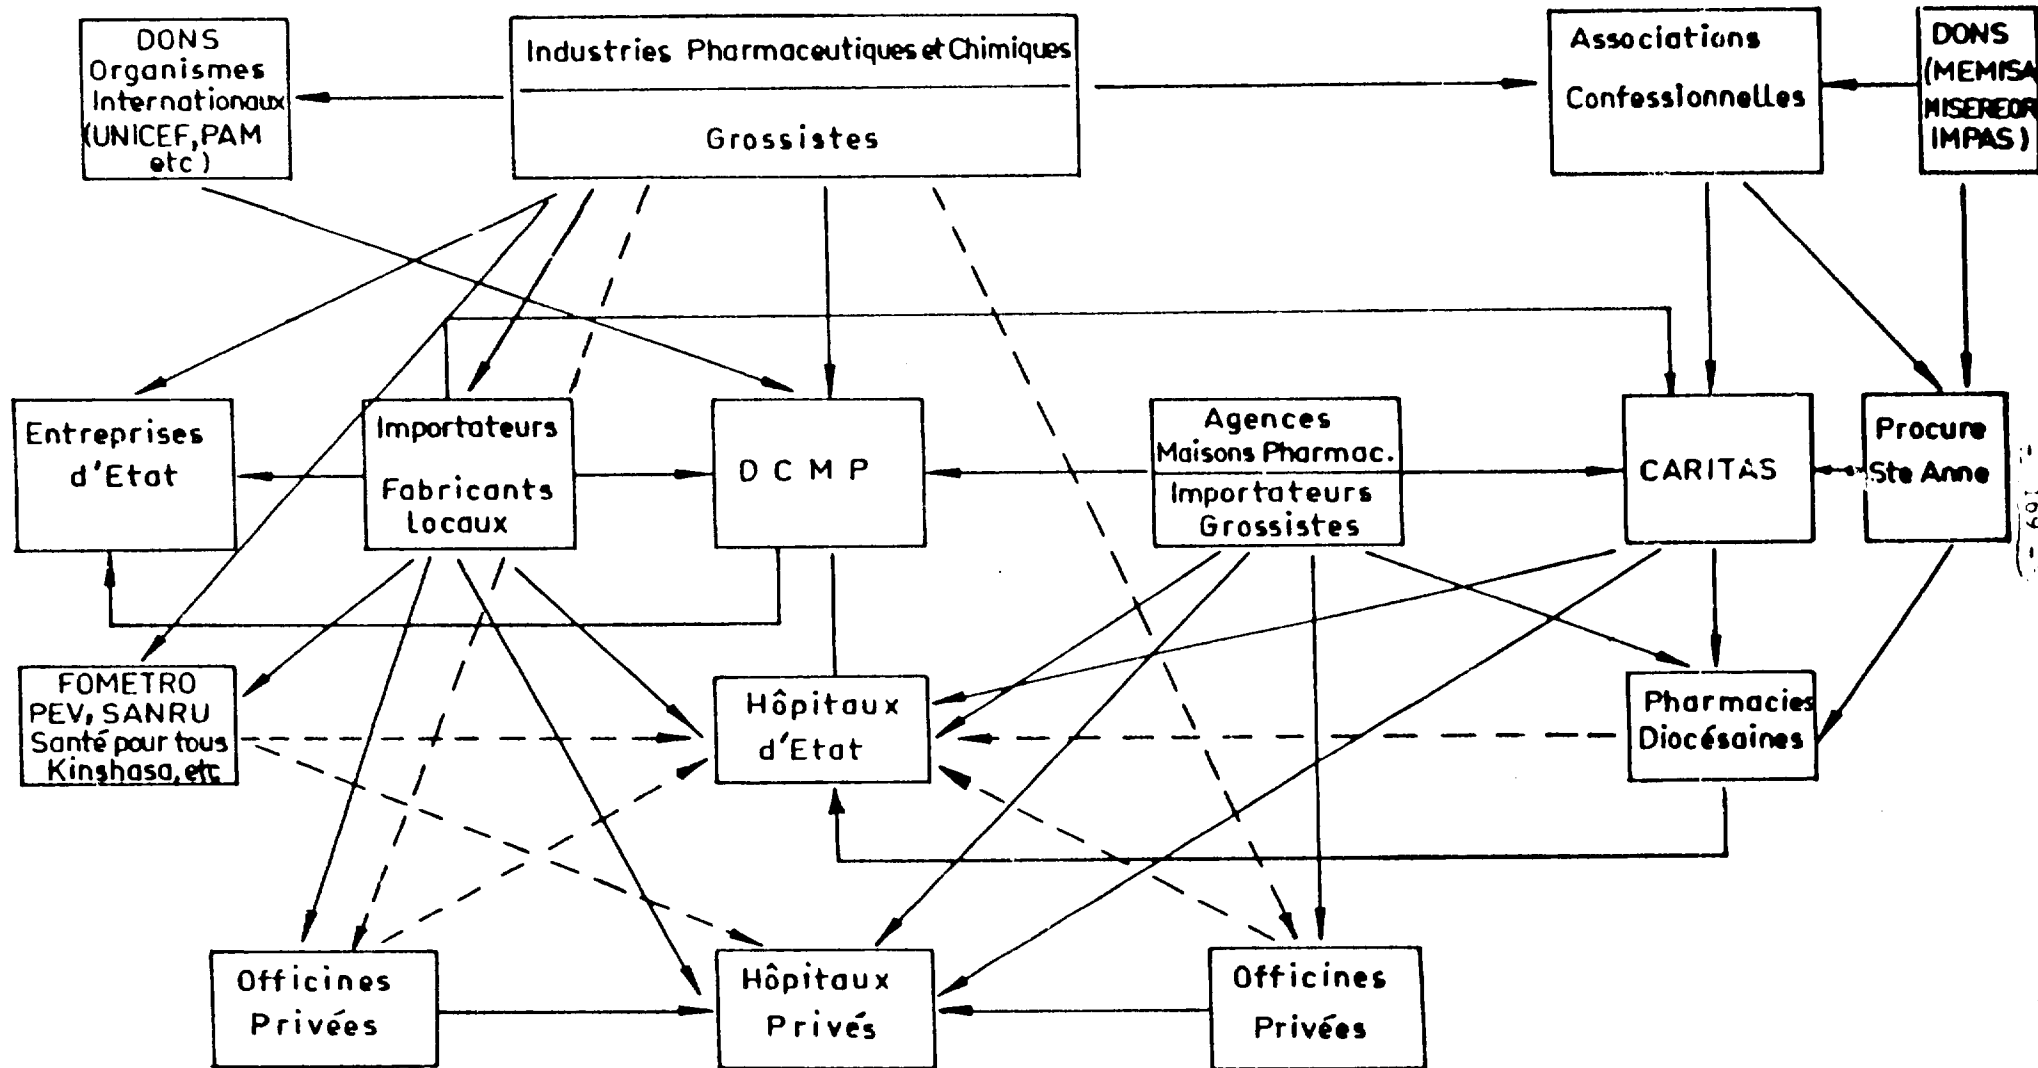 DONS
Organismes
Internationaux
(UNICEF, PAM
etc)
Industries Pharmaceutiques et Chimiques
Grossistes
Associations
Confessionnelles
DONS
(MEMISA
MISEREOR
IMPAS)
Entreprises
d'Etat
Importateurs
Fabricants
Locaux
D C M P
Agences
Maisons Pharmac.
Importateurs
Grossistes
CARITAS
Procure
Ste Anne
- 169 -
FOMETRO
PEV, SANRU
Santé pour tous
Kinshasa, etc
Hôpitaux
d'Etat
Pharmacies
Diocésaines
Officines
Privées
Hôpitaux
Privés
Officines
Privées